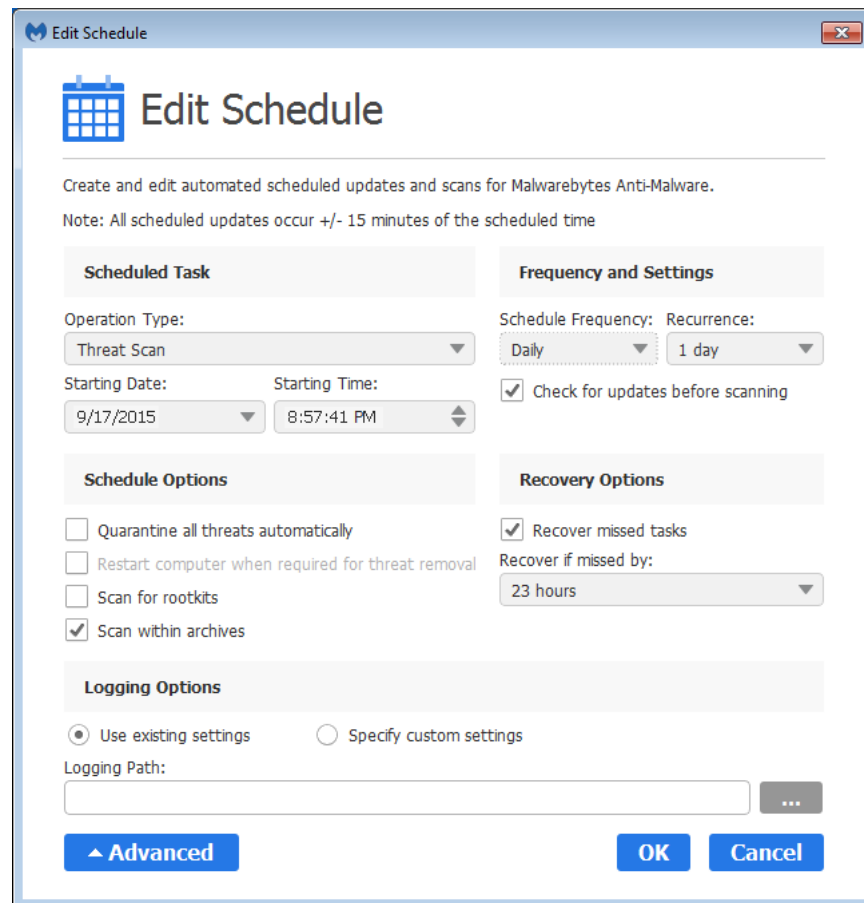 Edit Schedule
Edit Schedule
Create and edit automated scheduled updates and scans for Malwarebytes Anti-Malware.
Note: All scheduled updates occur +/- 15 minutes of the scheduled time
Scheduled Task
Operation Type:
Threat Scan
Starting Date: Starting Time:
9/17/2015 8:57:41 PM
Frequency and Settings
Schedule Frequency: Recurrence:
Daily 1 day
Check for updates before scanning
Schedule Options
Quarantine all threats automatically
Restart computer when required for threat removal
Scan for rootkits
Scan within archives
Recovery Options
Recover missed tasks
Recover if missed by:
23 hours
Logging Options
Use existing settings Specify custom settings
Logging Path:
...
Advanced OK Cancel